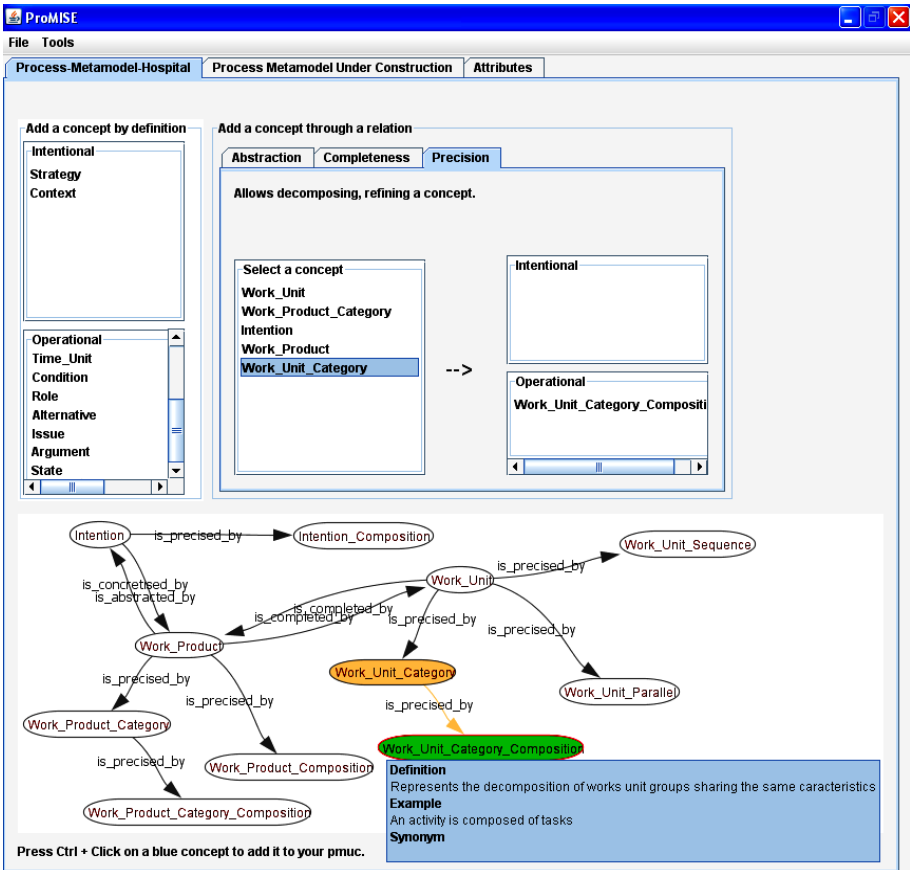 ProMISE
File Tools
Process-Metamodel-Hospital Process Metamodel Under Construction Attributes
Add a concept by definition
Intentional
Strategy
Context
Operational
Time_Unit
Condition
Role
Alternative
Issue
Argument
State
Add a concept through a relation
Abstraction Completeness Precision
Allows decomposing, refining a concept.
Select a concept
Work_Unit
Work_Product_Category
Intention
Work_Product
Work_Unit_Category
-->
Intentional
Operational
Work_Unit_Category_Compositi
Intention
is_precised_by
Intention_Composition
Work_Unit_Sequence
is_precised_by
Work_Unit
is_concretised_by
is_abstracted_by
is_completed_by
is_completed_by
is_precised_by
is_precised_by
Work_Product
Work_Unit_Category
is_precised_by
Work_Unit_Parallel
is_precised_by
is_precised_by
Work_Product_Category
Work_Unit_Category_Composition
is_precised_by
Work_Product_Composition
Work_Product_Category_Composition
Definition
Represents the decomposition of works unit groups sharing the same caracteristics
Example
An activity is composed of tasks
Synonym
Press Ctrl + Click on a blue concept to add it to your pmuc.